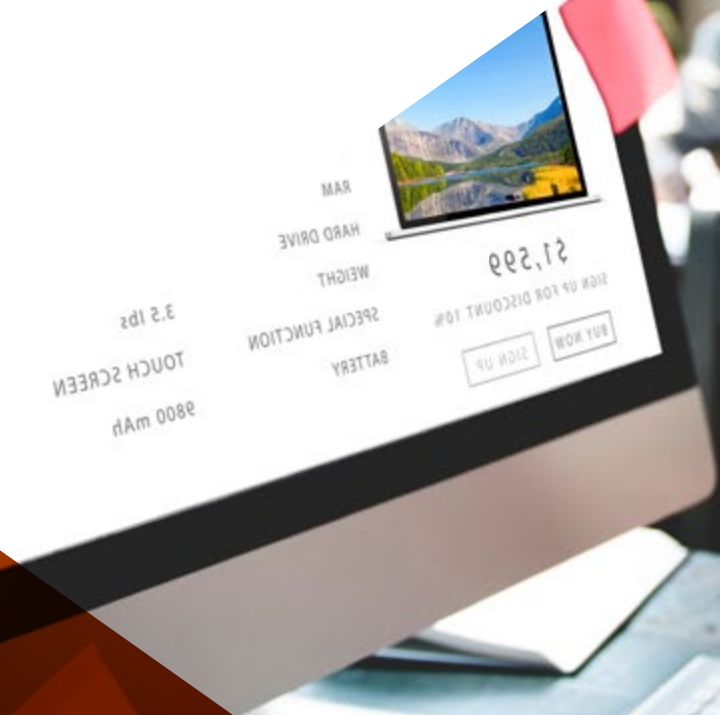 $1,599
SIGN UP FOR DISCOUNT 10%
BUY NOW
SIGN UP
RAM
HARD DRIVE
WEIGHT
SPECIAL FUNCTION
BATTERY
3.5 lbs
TOUCH SCREEN
9800 mAh